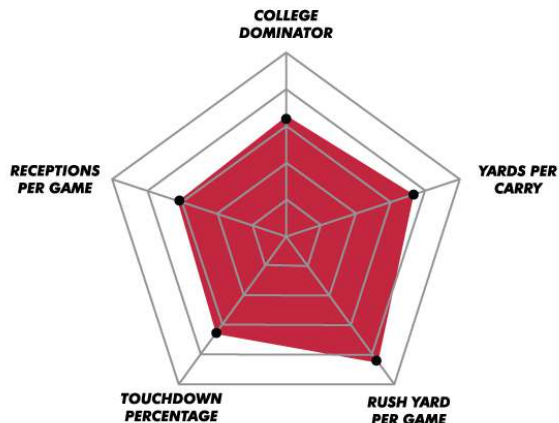 COLLEGE
DOMINATOR
RECEPTIONS
PER GAME
YARDS PER
CARRY
TOUCHDOWN
PERCENTAGE
RUSH YARD
PER GAME